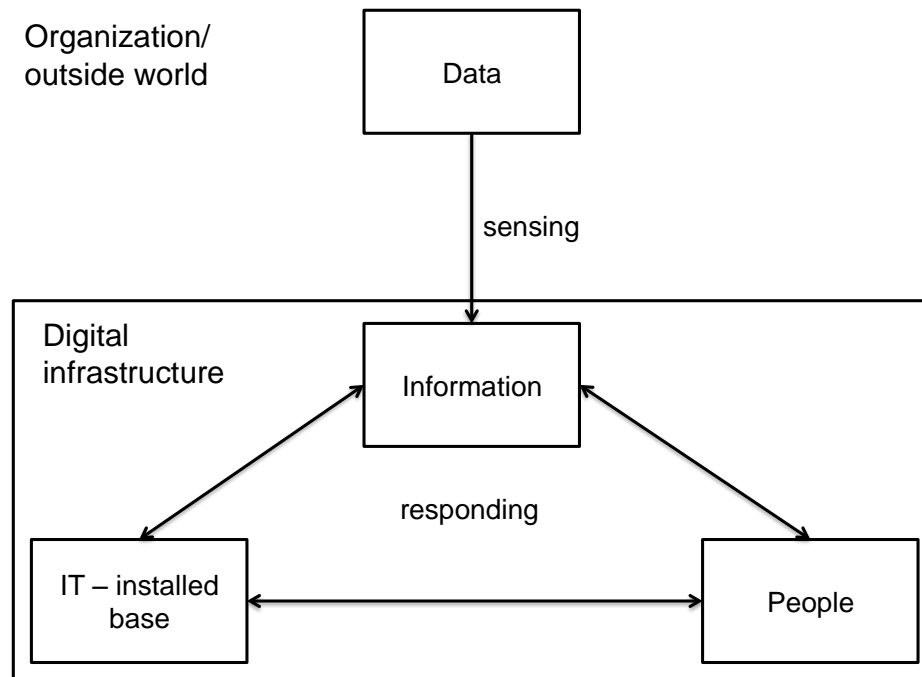 Organization/
outside world
Data
sensing
Digital
infrastructure
Information
responding
IT – installed
base
People